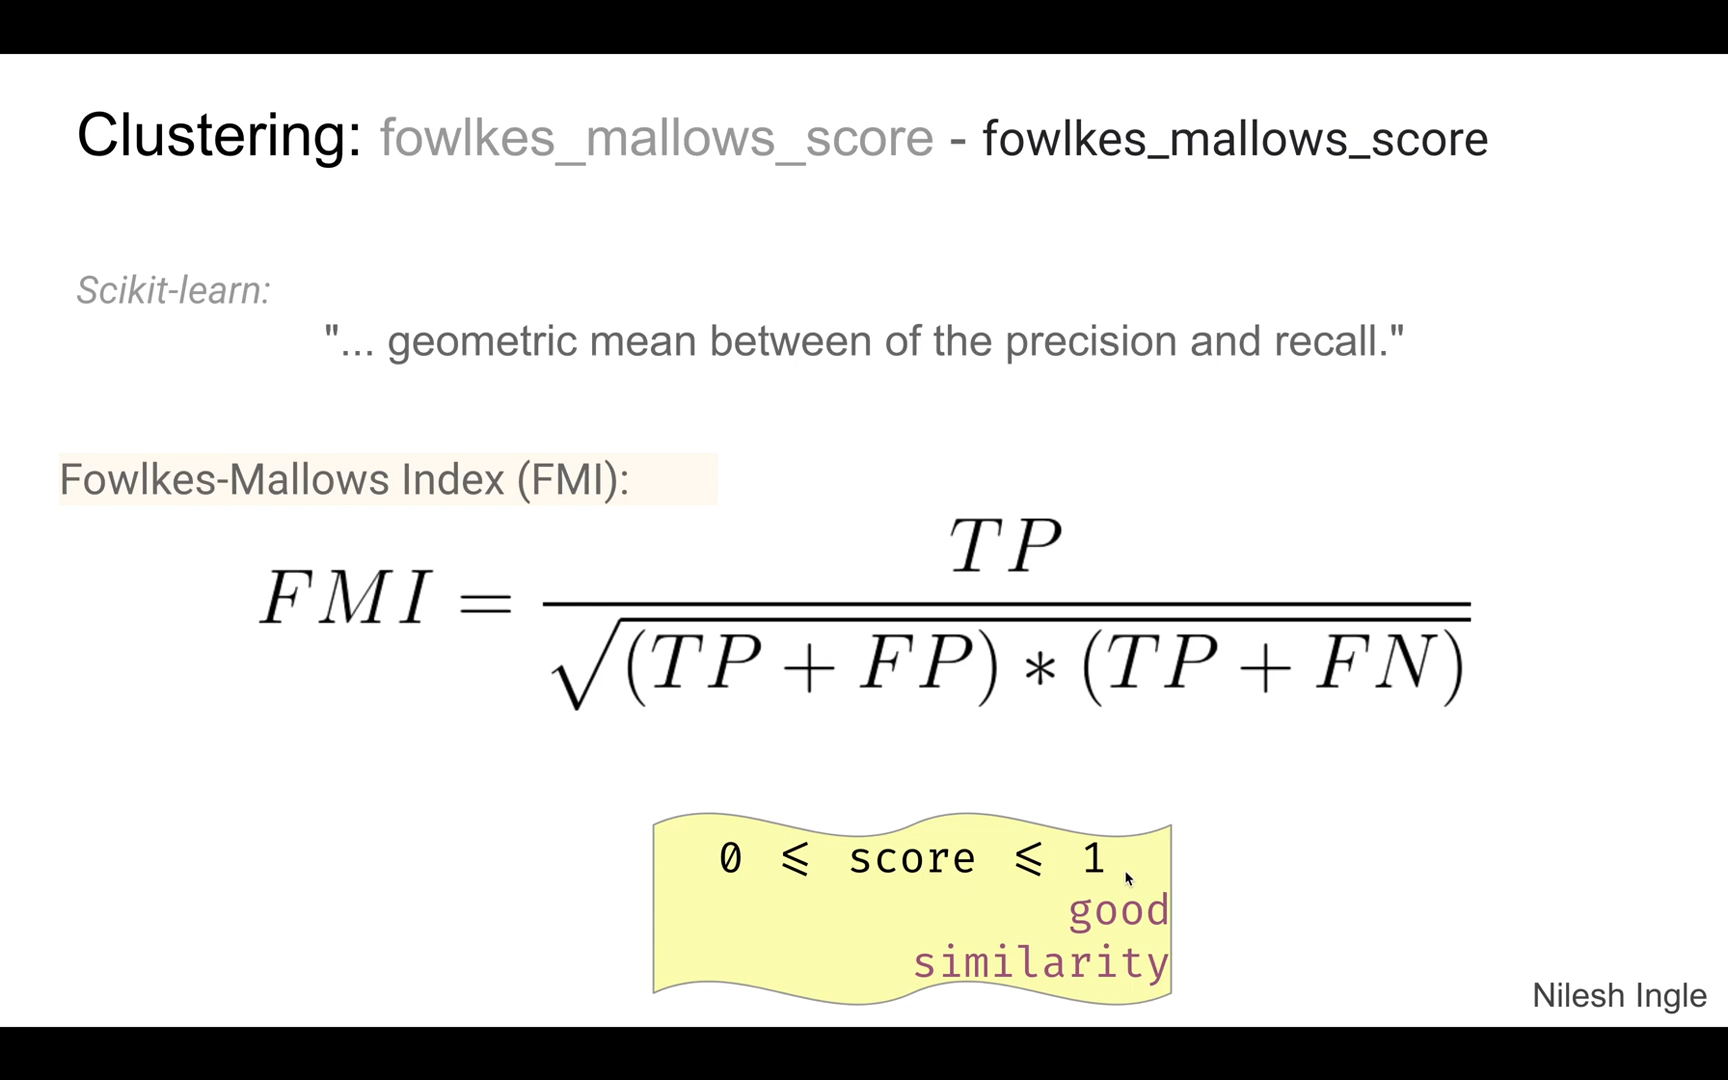 Clustering: fowlkes_mallows_score - fowlkes_mallows_score
Scikit-learn:
"... geometric mean between of the precision and recall."
Fowlkes-Mallows Index (FMI):
FMI = TP / √(TP + FP) * (TP + FN)
0 ⩽ score ⩽ 1
good
similarity
Nilesh Ingle